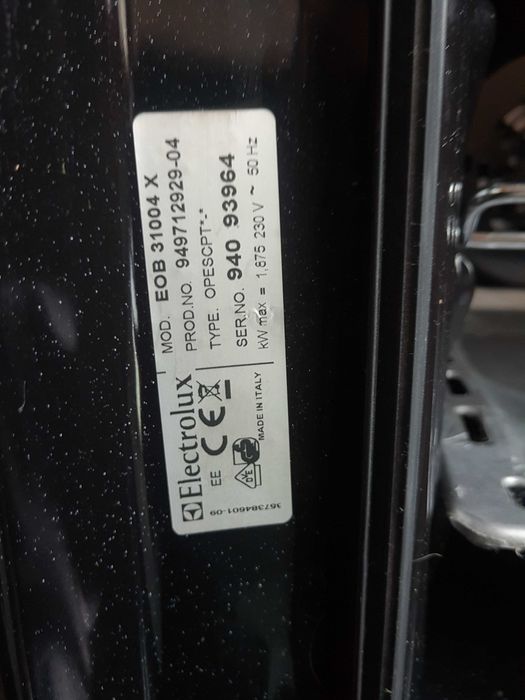 Electrolux
EE
MADE IN ITALY
367384601-09
MOD. EOB 31004 X
PROD.NO. 949712929-04
TYPE. OPESCPT*-*
SER.NO. 940 93964
kW max = 1,875 230 V ~ 50 Hz